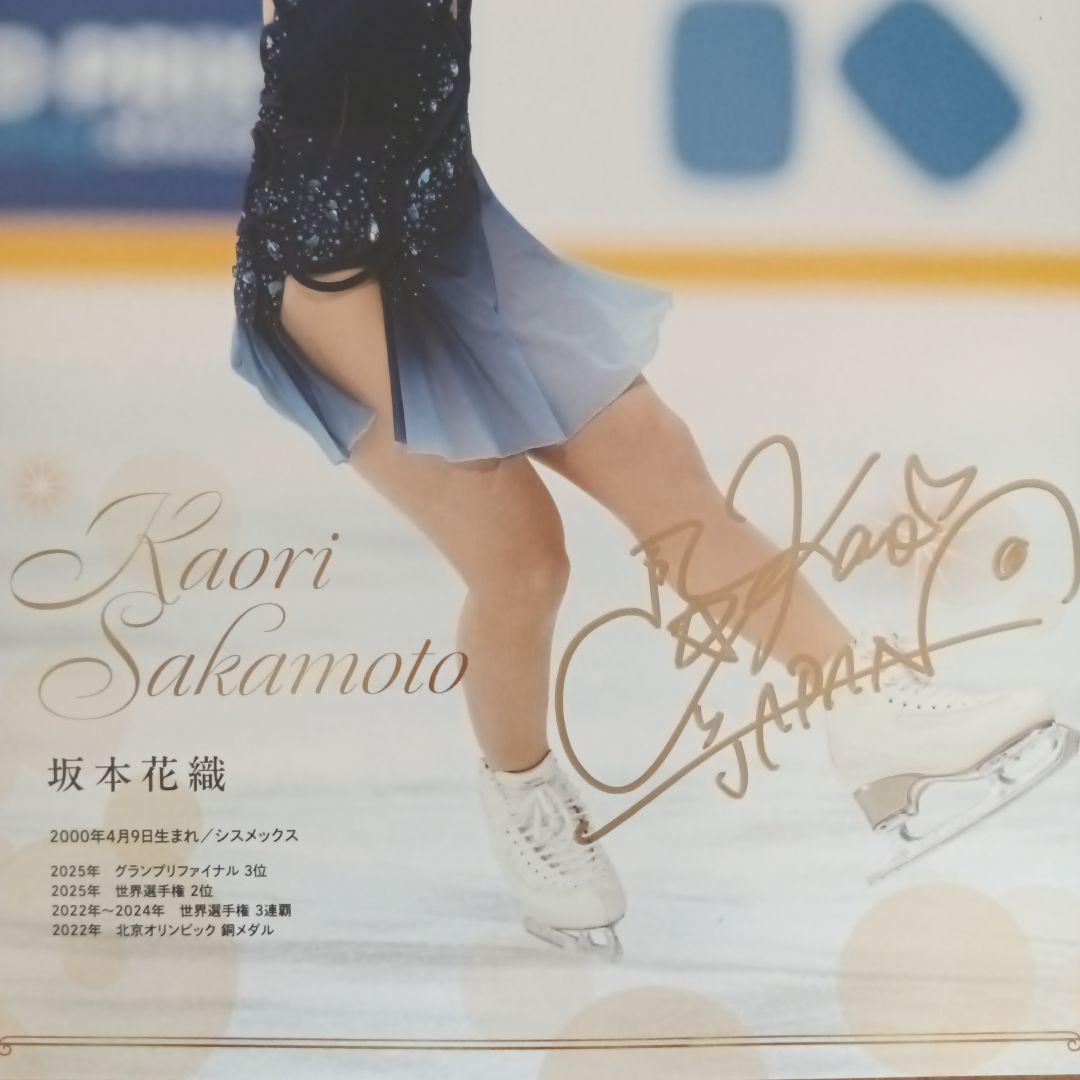 Kaori
Sakamoto
坂本花織
2000年4月9日生まれ／シスメックス
2025年 グランプリファイナル 3位
2025年 世界選手権 2位
2022年～2024年 世界選手権 3連覇
2022年 北京オリンピック 銅メダル
Kaori
JAPAN